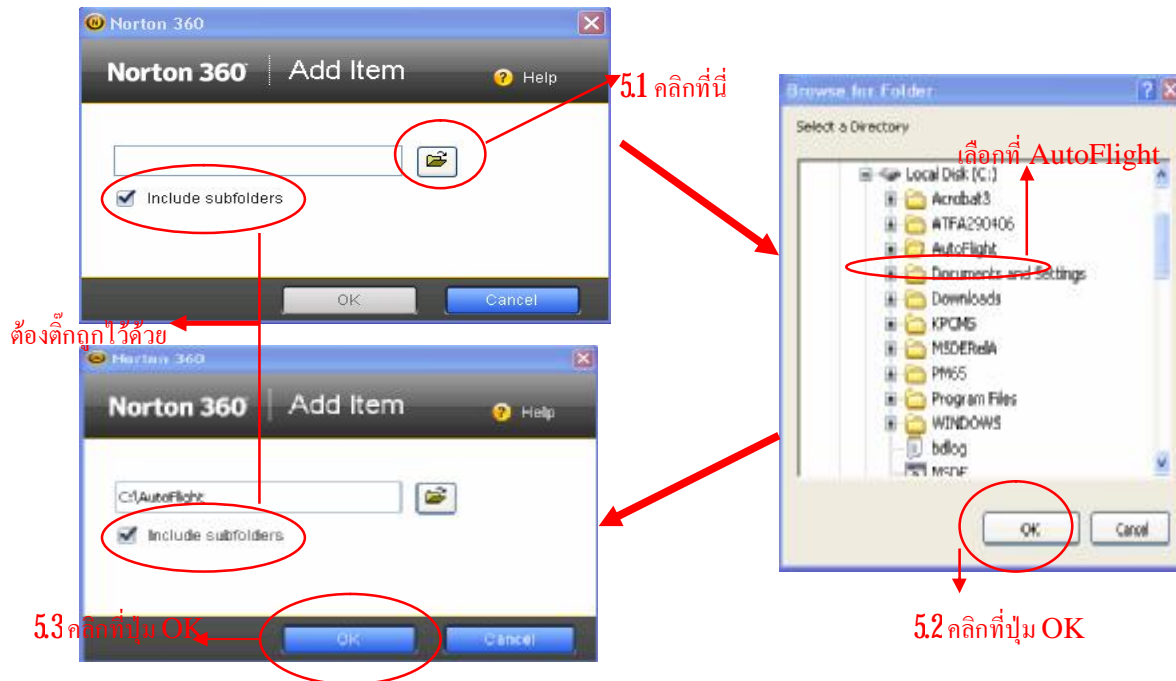 Norton 360
Norton 360 Add Item Help
Include subfolders
OK Cancel
5.1 คลิกที่นี่
Browse for Folder
Select a Directory
เลือกที่ AutoFlight
Local Disk (C:)
Acrobat3
ATFA290406
AutoFlight
Documents and Settings
Downloads
KPCMS
MSDERelA
PM65
Program Files
WINDOWS
bdlog
MSDE
OK Cancel
5.2 คลิกที่ปุ่ม OK
ต้องติ๊กถูกไว้ด้วย
Norton 360
Norton 360 Add Item Help
C:\AutoFlight
Include subfolders
5.3 คลิกที่ปุ่ม OK
OK Cancel